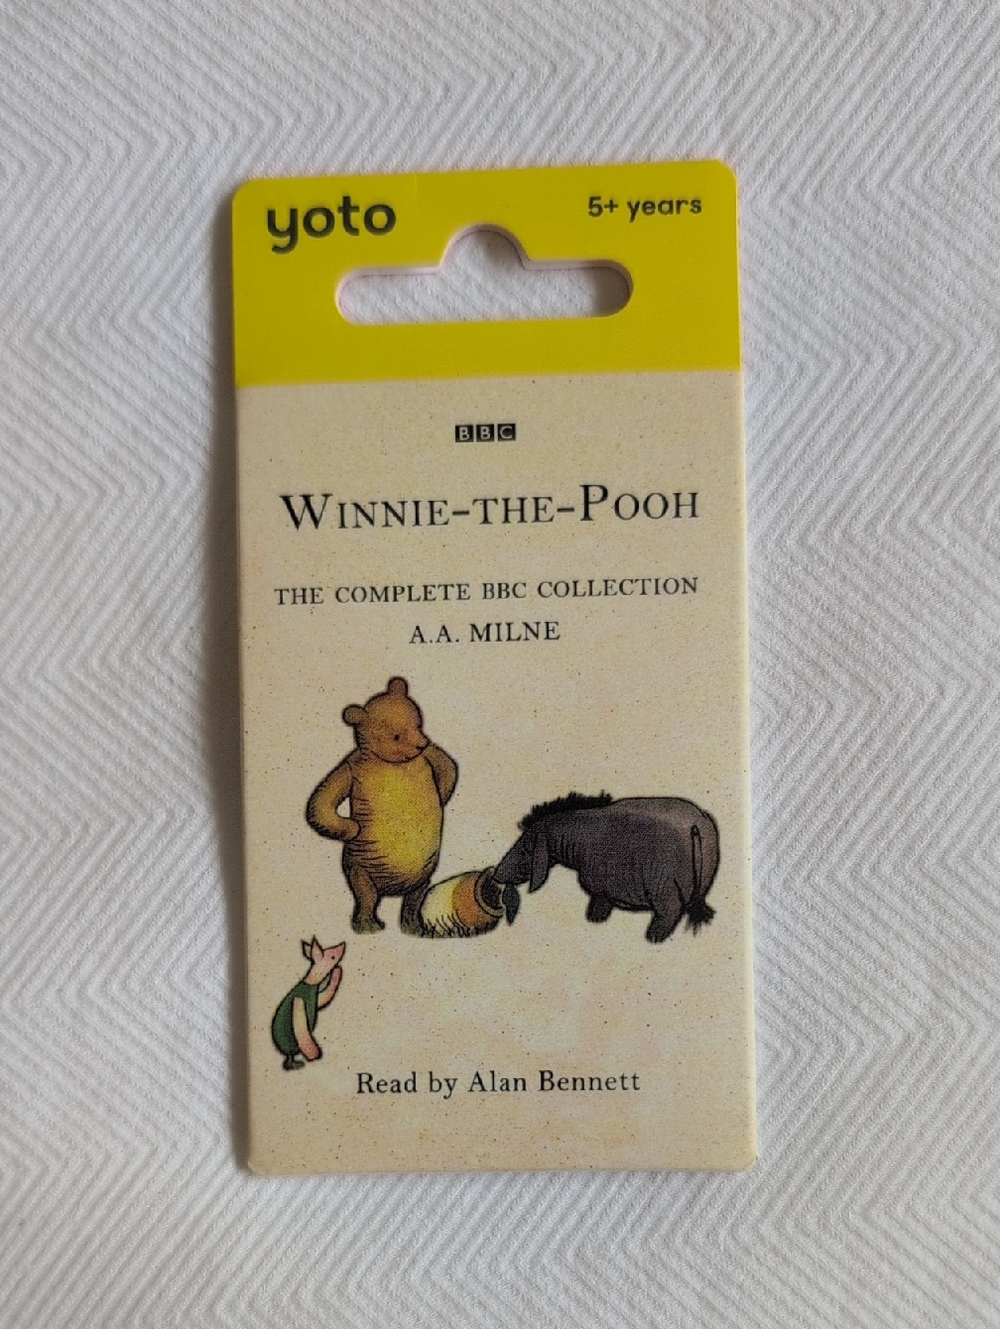 yoto
5+ years
BBC
WINNIE-THE-POOH
THE COMPLETE BBC COLLECTION
A.A. MILNE
Read by Alan Bennett